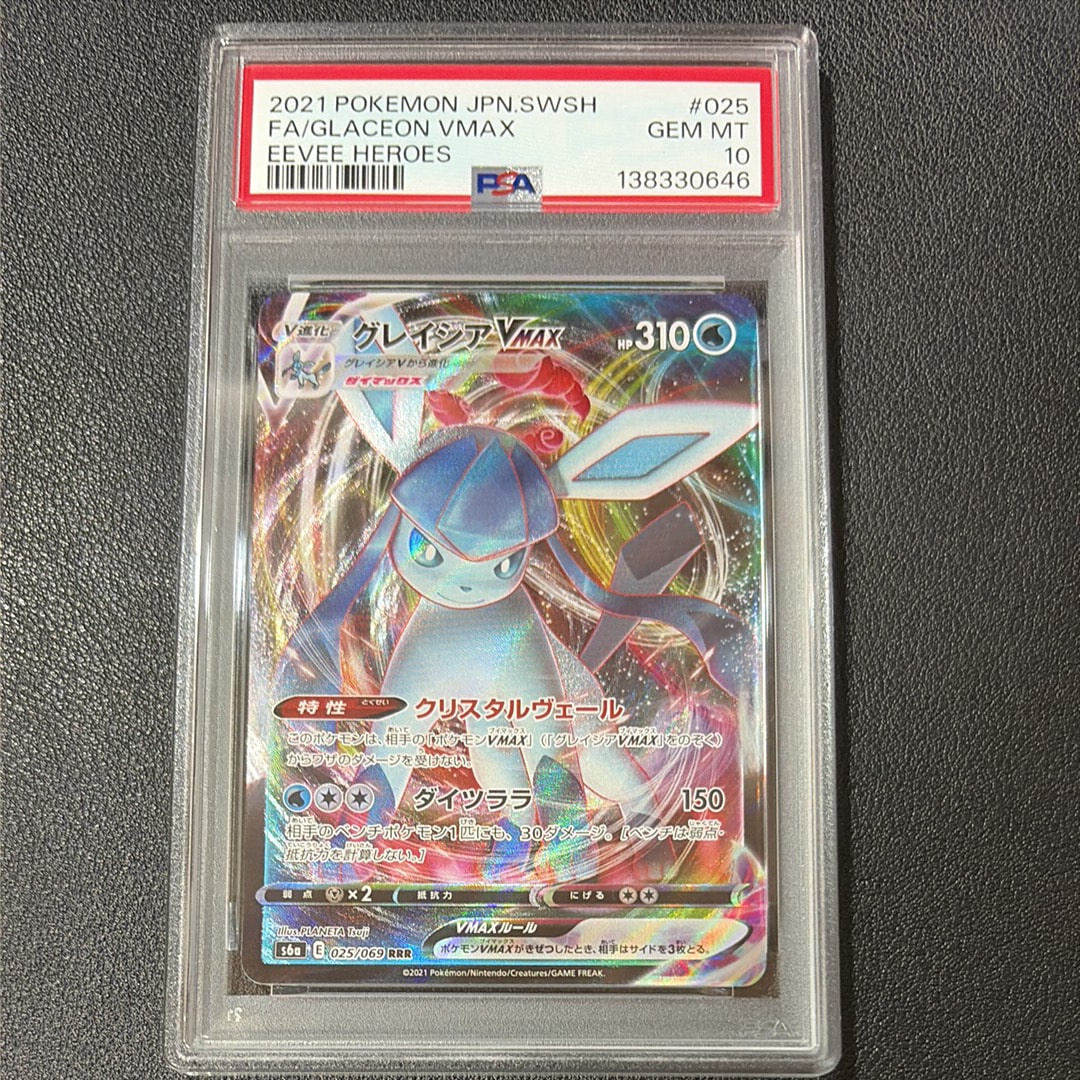 2021 POKEMON JPN.SWSH #025
FA/GLACEON VMAX GEM MT
EEVEE HEROES 10
PSA 138330646
V進化 グレイシアVMAX HP310
グレイシアVから進化
ダイマックス
特性 とくせい クリスタルヴェール
このポケモンは、相手の「ポケモンVMAX」(「グレイシアVMAX」をのぞく)
からワザのダメージを受けない。
ダイツララ 150
相手のベンチポケモン1匹にも、30ダメージ。[ベンチは弱点・
抵抗力を計算しない。]
弱点 ×2 抵抗力 にげる
Illus.PLANETA Tsuji
VMAXルール
s6a E 025/069 RRR ポケモンVMAXがきぜつしたとき、相手はサイドを3枚とる。
©2021 Pokémon/Nintendo/Creatures/GAME FREAK.